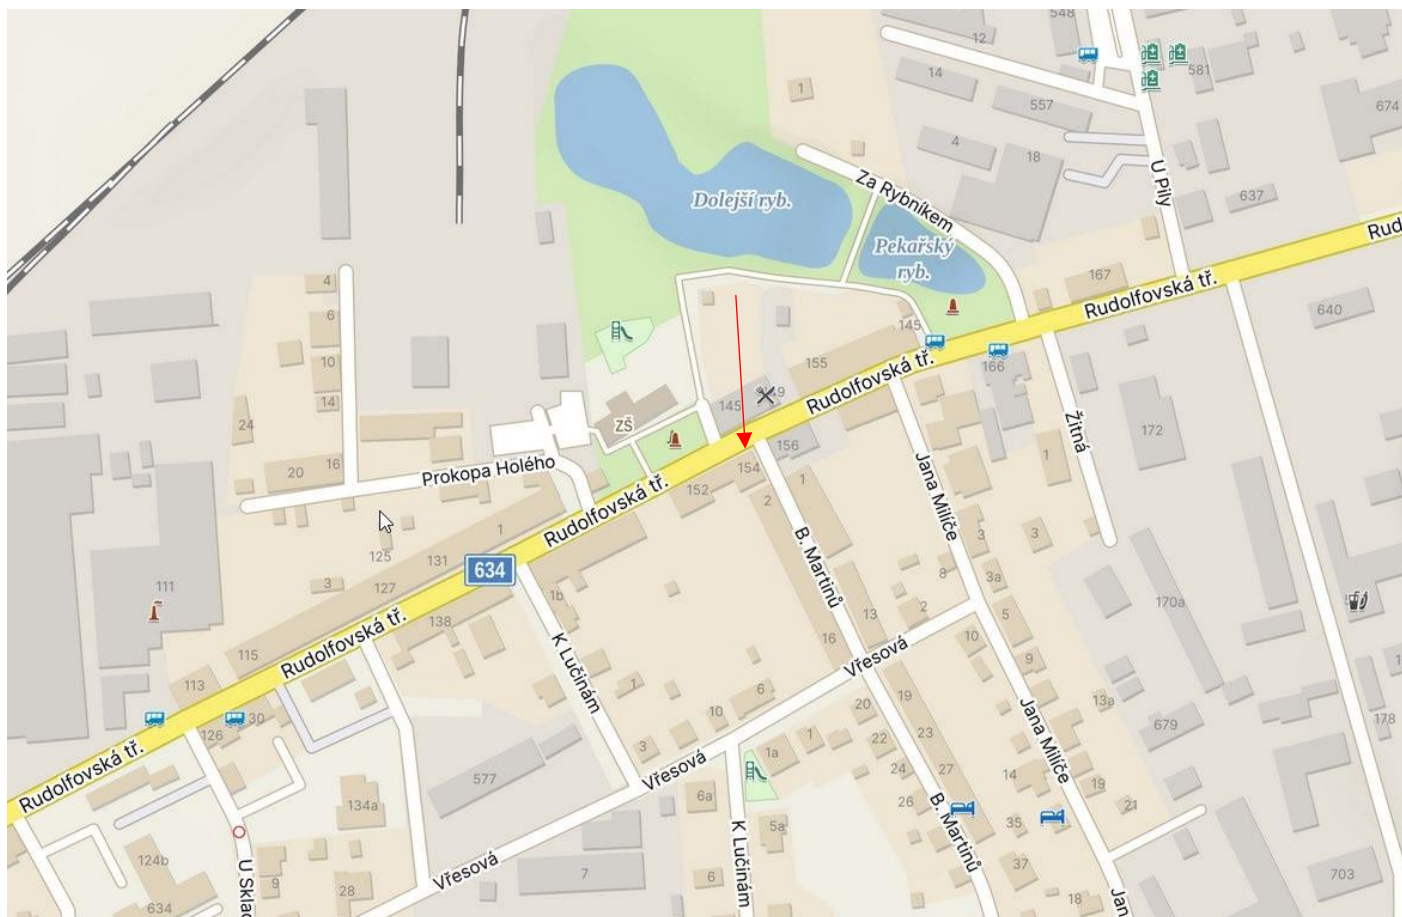 548
12
14
581
557
674
1
4
18
U Pily
Za Rybníkem
637
Dolejší ryb.
Pekařský
ryb.
Rud
167
Rudolfovská tř.
4
640
6
145
10
155
166
Rudolfovská tř.
14
145
24
ZŠ
172
Žitná
156
1
16
20
Prokopa Holého
154
1
152
2
Jana Milíče
Rudolfovská tř.
1
B. Martinů
3
3
131
125
634
8
3a
127
3
111
1b
170a
13
2
5
138
16
10
K Lučinám
Rudolfovská tř.
115
Vřesová
9
113
1
6
19
13a
10
20
30
Jana Milíče
178
126
3
1a
1
22
23
679
Rudolfovská tř.
Vřesová
24
27
14
577
19
6a
26
B. Martinů
21
134a
5a
35
K Lučinám
124b
U Sklad
Vřesová
37
9
7
6
703
28
18
Jan
634